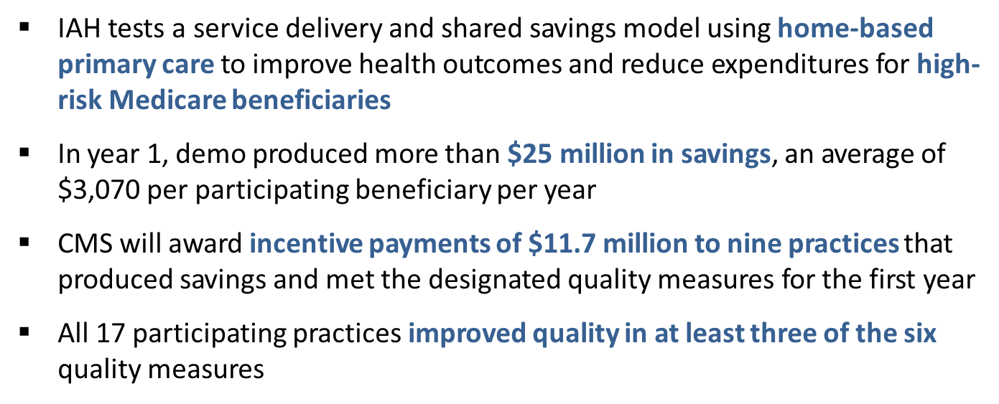 ▪ IAH tests a service delivery and shared savings model using home-based
primary care to improve health outcomes and reduce expenditures for high-
risk Medicare beneficiaries
▪ In year 1, demo produced more than $25 million in savings, an average of
$3,070 per participating beneficiary per year
▪ CMS will award incentive payments of $11.7 million to nine practices that
produced savings and met the designated quality measures for the first year
▪ All 17 participating practices improved quality in at least three of the six
quality measures